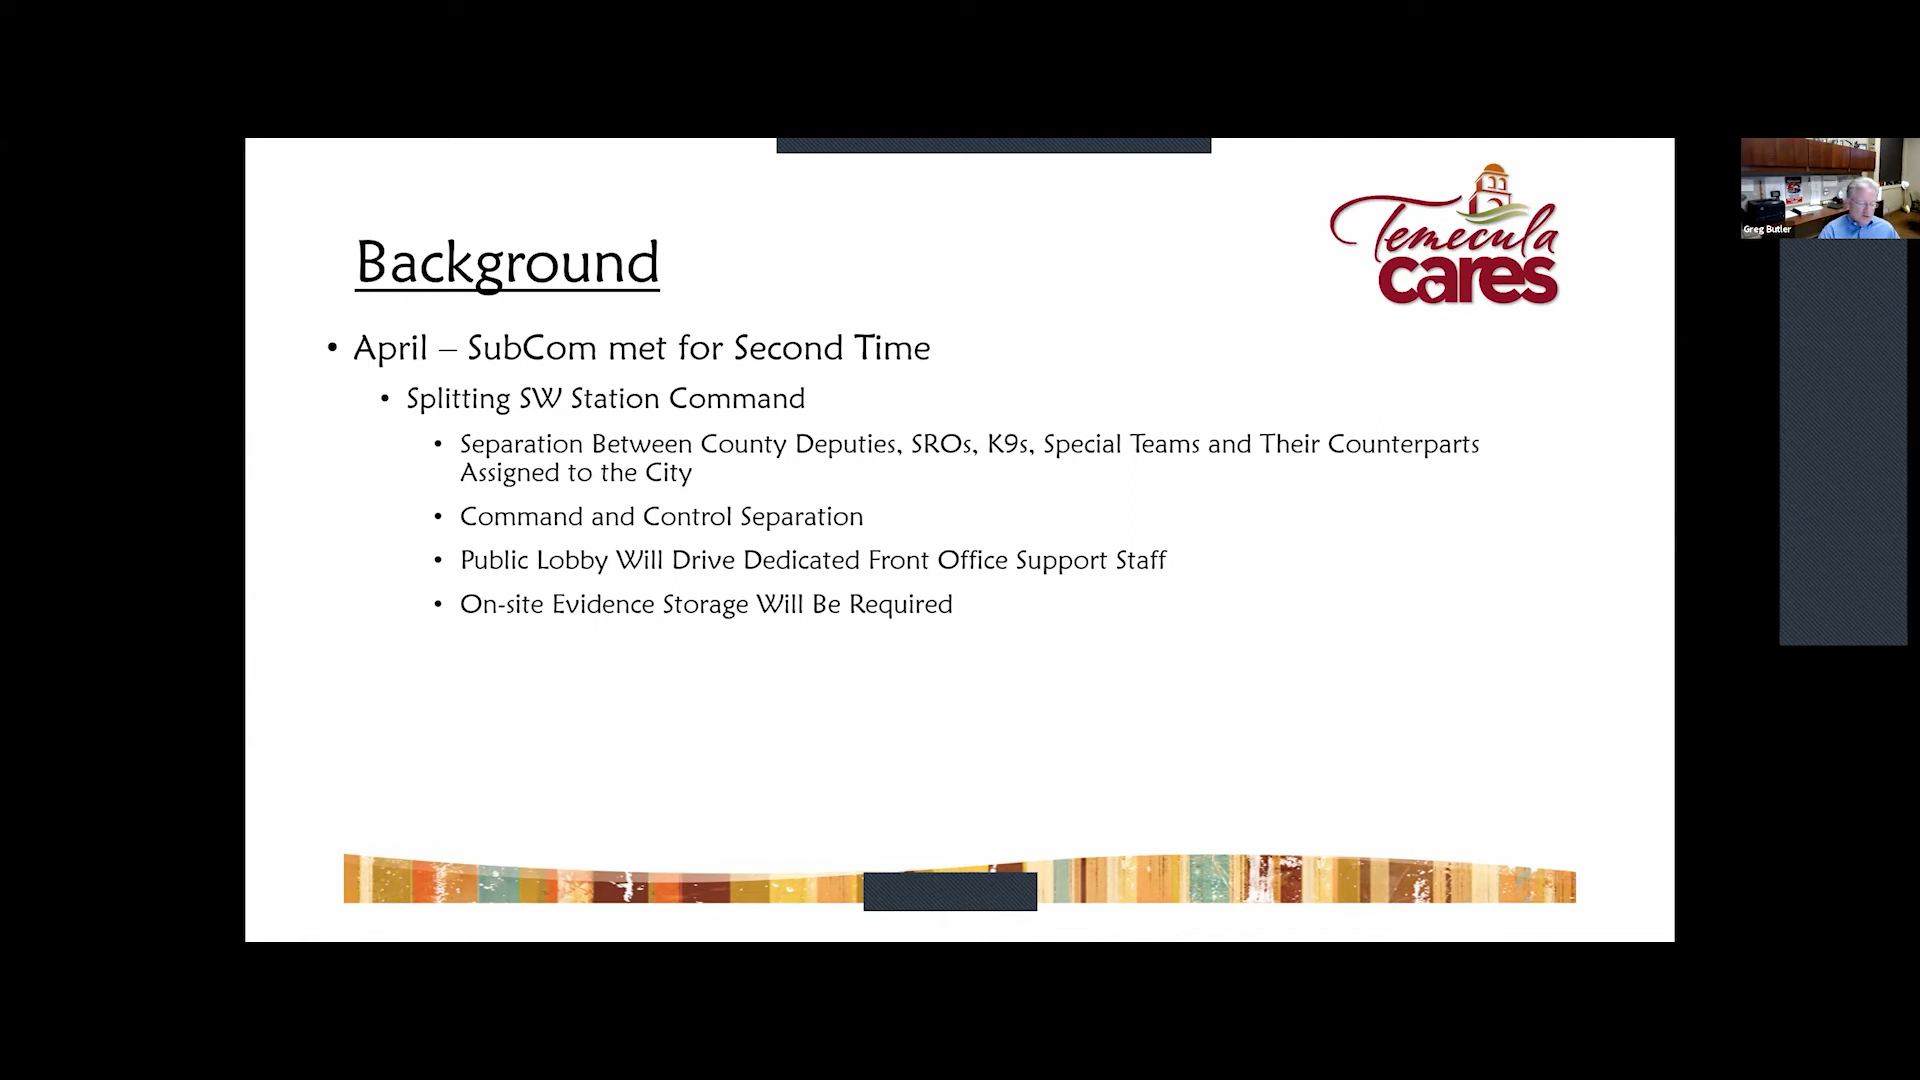 Temecula
cares
Greg Butler
Background
• April – SubCom met for Second Time
• Splitting SW Station Command
• Separation Between County Deputies, SROs, K9s, Special Teams and Their Counterparts
Assigned to the City
• Command and Control Separation
• Public Lobby Will Drive Dedicated Front Office Support Staff
• On-site Evidence Storage Will Be Required